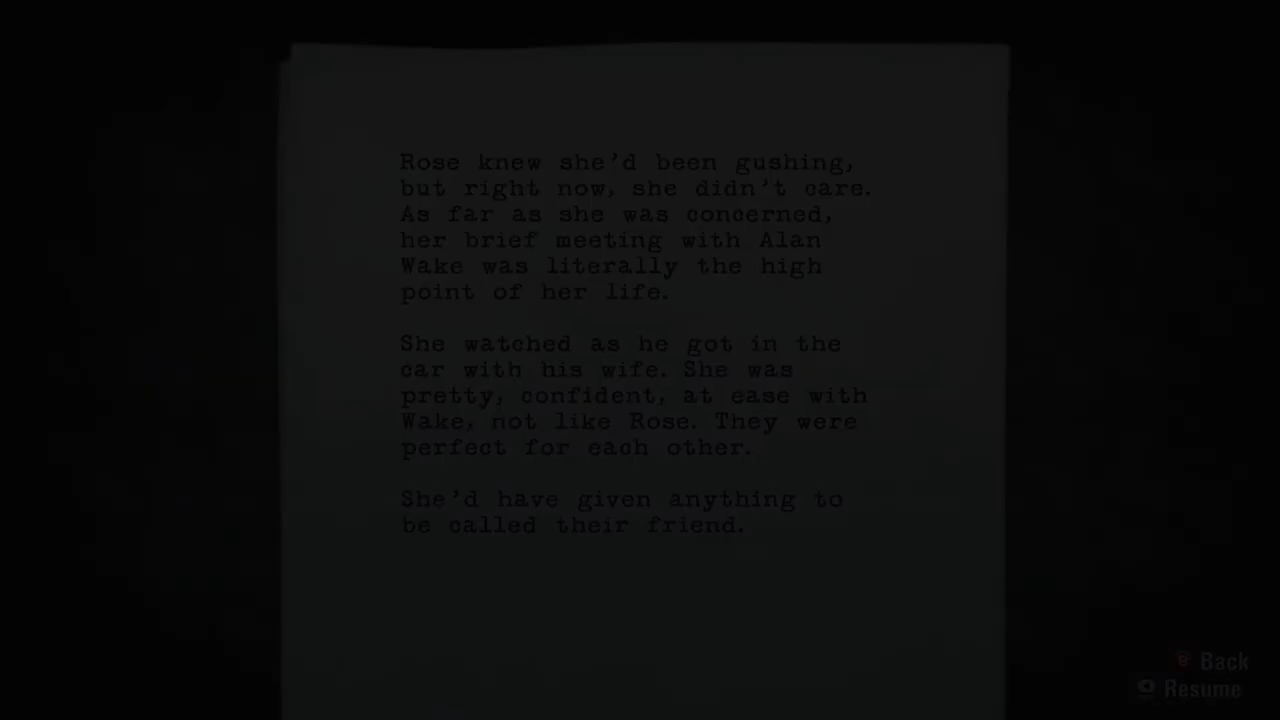 Rose knew she'd been gushing,
but right now, she didn't care.
As far as she was concerned,
her brief meeting with Alan
Wake was literally the high
point of her life.
She watched as he got in the
car with his wife. She was
pretty, confident, at ease with
Wake, not like Rose. They were
perfect for each other.
She'd have given anything to
be called their friend.
B Back
Resume